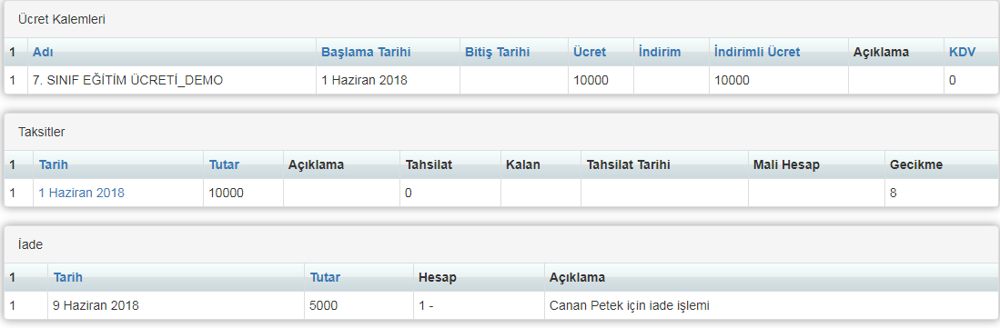 Ücret Kalemleri
1 Adı Başlama Tarihi Bitiş Tarihi Ücret İndirim İndirimli Ücret Açıklama KDV
1 7. SINIF EĞİTİM ÜCRETİ_DEMO 1 Haziran 2018 10000 10000 0
Taksitler
1 Tarih Tutar Açıklama Tahsilat Kalan Tahsilat Tarihi Mali Hesap Gecikme
1 1 Haziran 2018 10000 0 8
İade
1 Tarih Tutar Hesap Açıklama
1 9 Haziran 2018 5000 1 - Canan Petek için iade işlemi